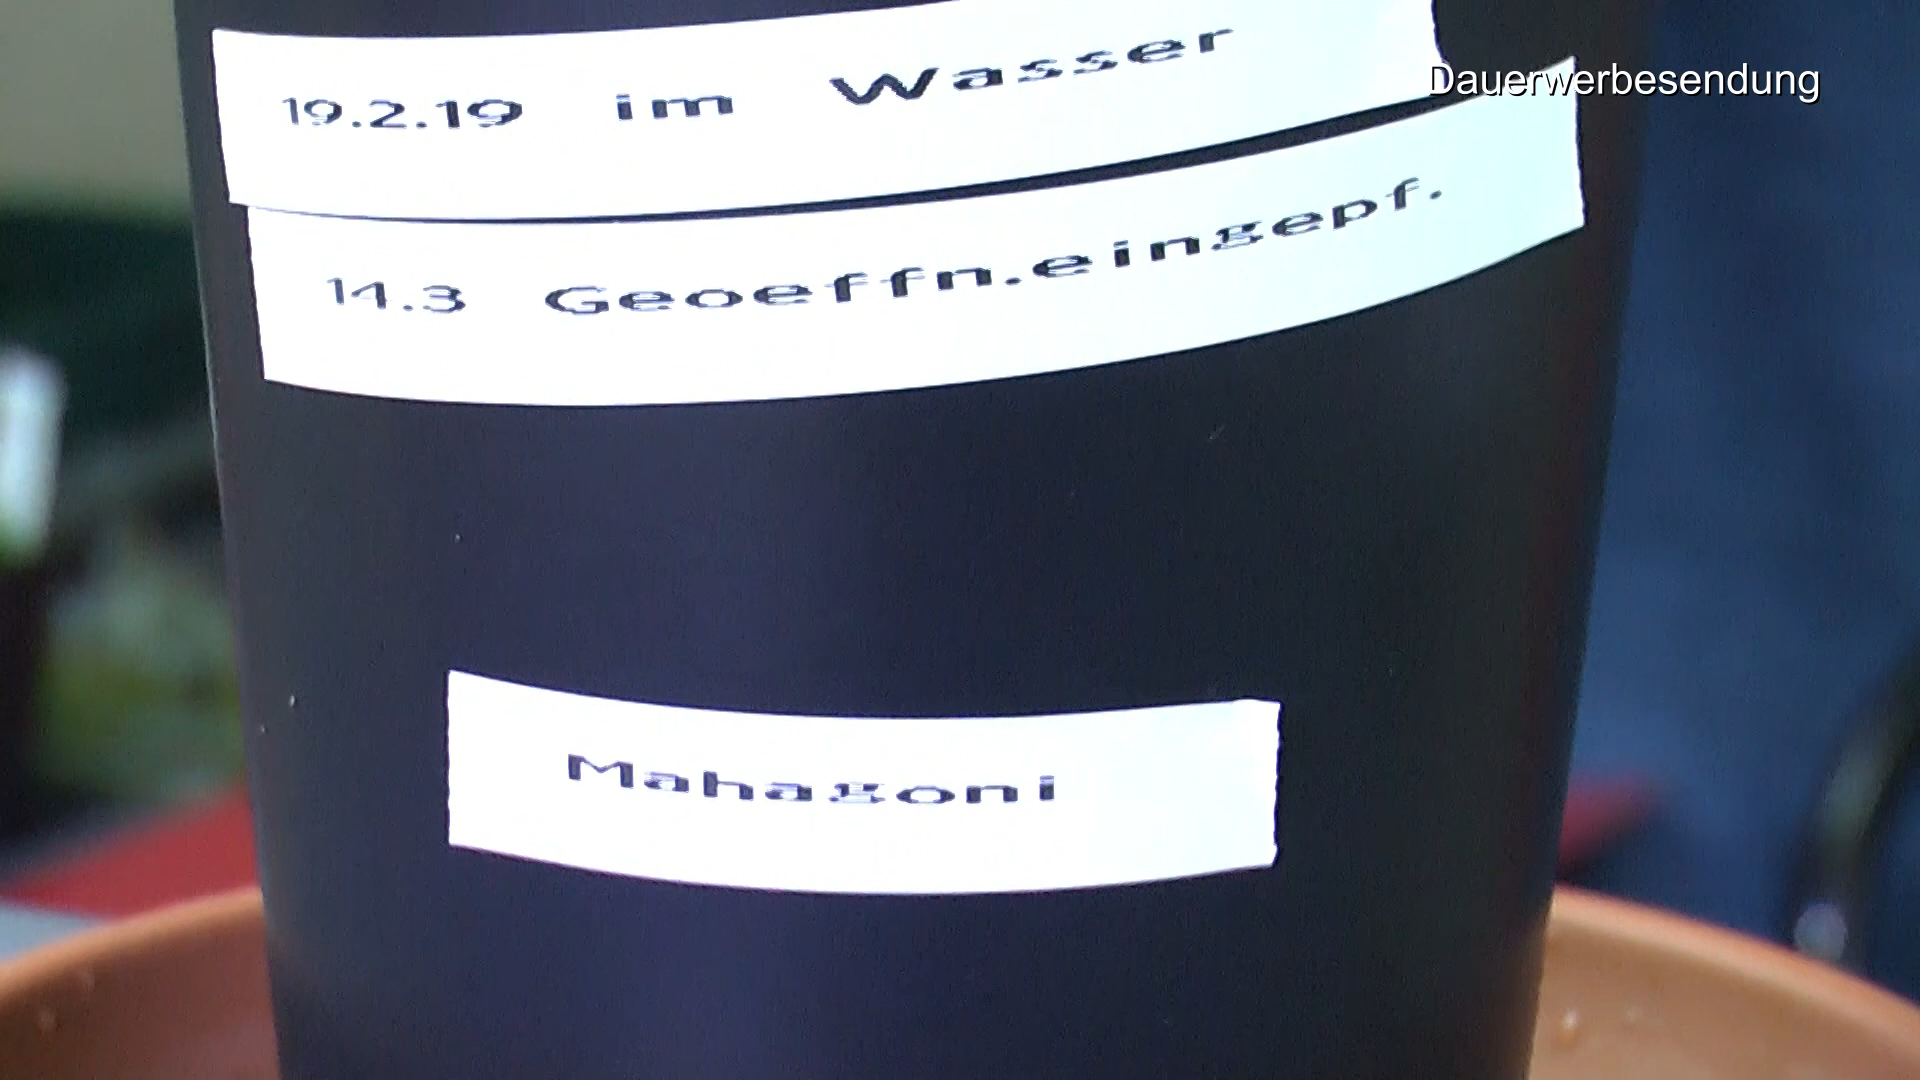 Dauerwerbesendung
19.2.19 im Wasser
14.3 Geoeffn.eingepf.
Mahagoni